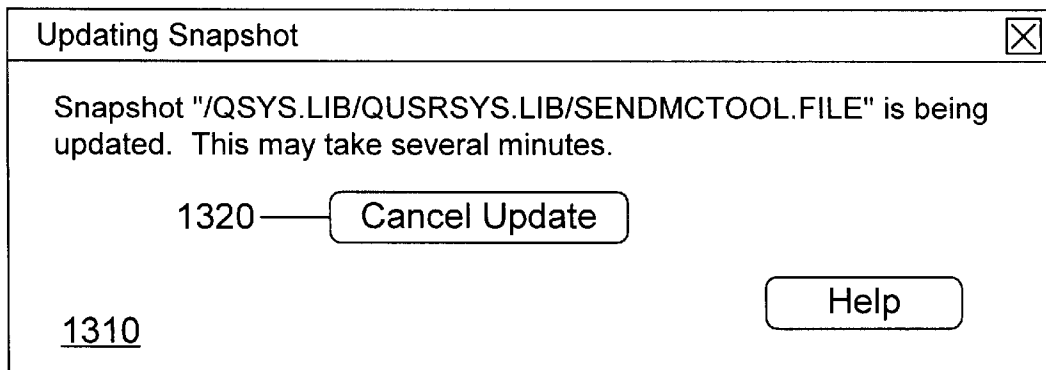 Updating Snapshot
Snapshot "/QSYS.LIB/QUSRSYS.LIB/SENDMCTOOL.FILE" is being
updated. This may take several minutes.
1320 Cancel Update
Help
1310